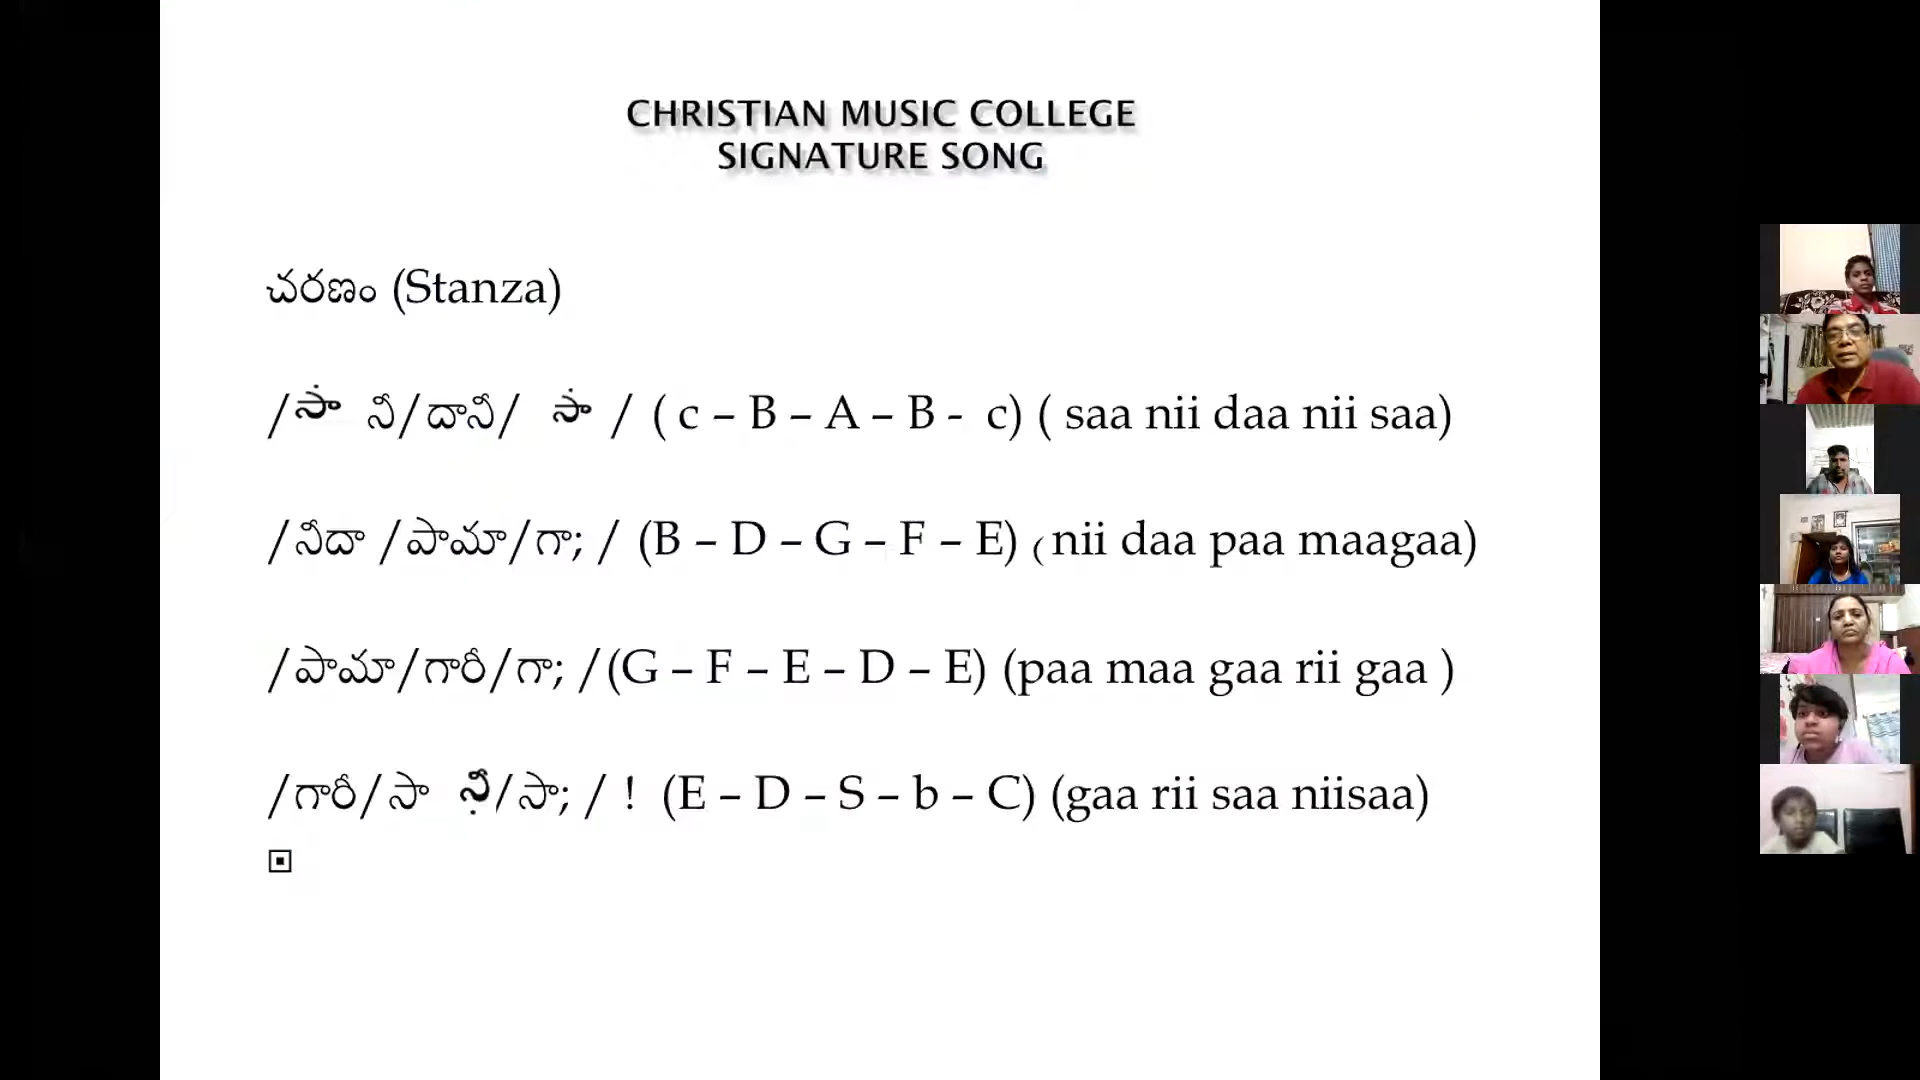 CHRISTIAN MUSIC COLLEGE
SIGNATURE SONG
చరణం (Stanza)
/సా నీ/దానీ/ సా / ( c – B – A – B - c) ( saa nii daa nii saa)
/నీదా /పామా/గా; / (B – D – G – F – E) ( nii daa paa maagaa)
/పామా/గారీ/గా; /(G – F – E – D – E) (paa maa gaa rii gaa )
/గారీ/సా నీ/సా; / ! (E – D – S – b – C) (gaa rii saa niisaa)